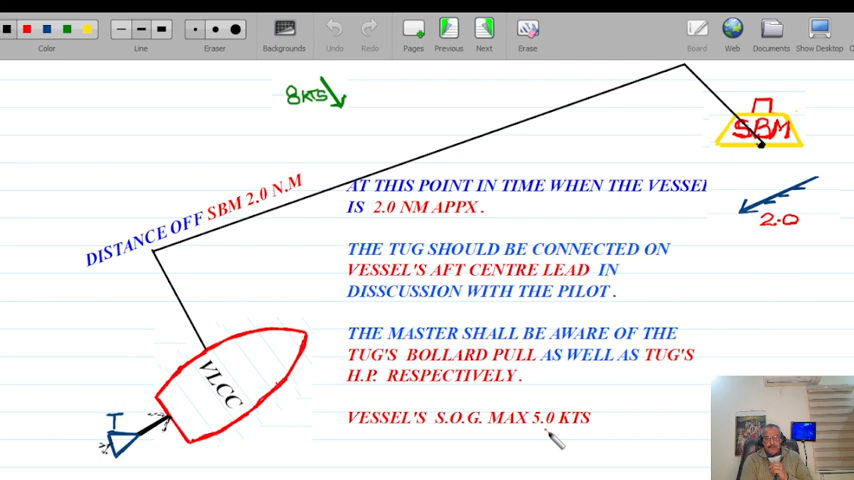 Color
Line
Eraser
Backgrounds
Undo
Redo
Pages
Previous
Next
Erase
Board
Web
Documents
Show Desktop
8KTS
SBM
2.0
DISTANCE OFF SBM 2.0 N.M
AT THIS POINT IN TIME WHEN THE VESSEL
IS 2.0 NM APPX .
THE TUG SHOULD BE CONNECTED ON
VESSEL'S AFT CENTRE LEAD IN
DISSCUSSION WITH THE PILOT .
THE MASTER SHALL BE AWARE OF THE
TUG'S BOLLARD PULL AS WELL AS TUG'S
H.P. RESPECTIVELY .
VESSEL'S S.O.G. MAX 5.0 KTS
VLCC
T